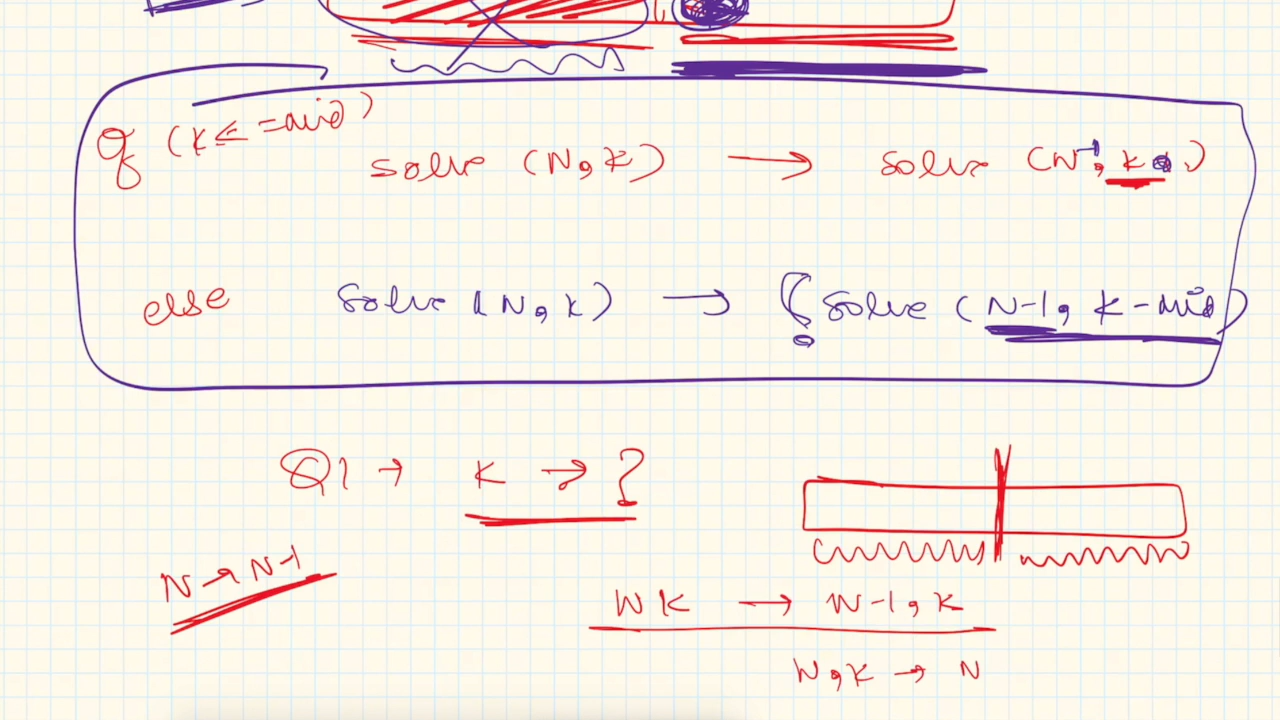 if (K <= mid)
solve (N, K) → solve (N-1, K )
else solve (N, K) → ! solve (N-1, K-mid)
Q1 → K → ?
N → N-1
N K → N-1, K
N, K → N